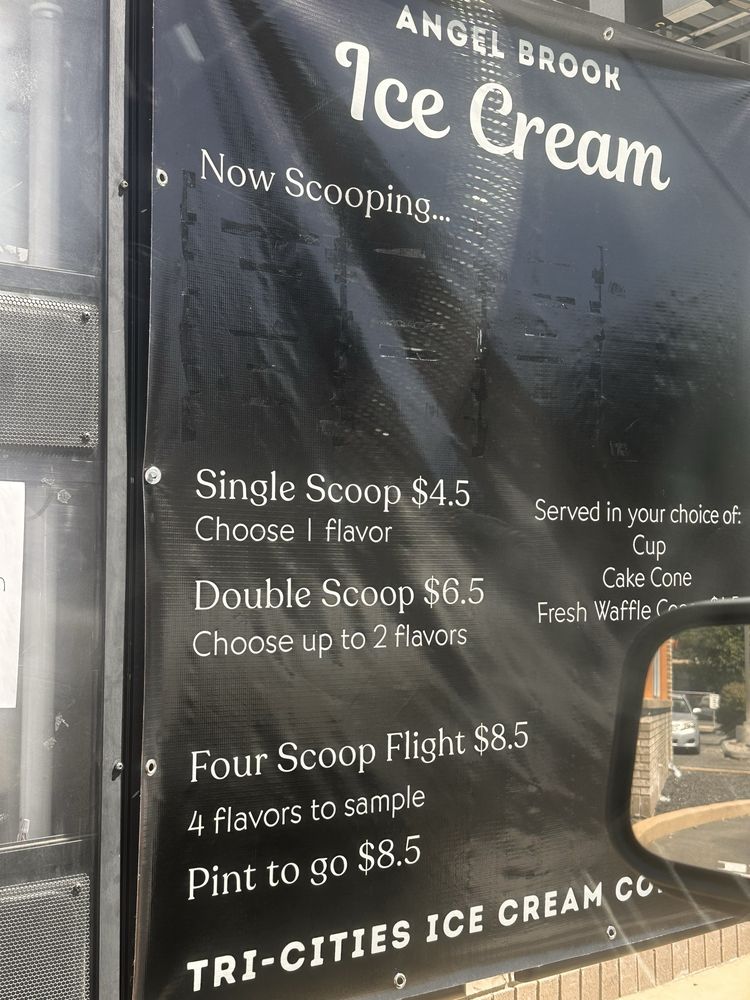 ANGEL BROOK
Ice Cream
Now Scooping...
Single Scoop $4.5
Choose 1 flavor
Double Scoop $6.5
Choose up to 2 flavors
Served in your choice of:
Cup
Cake Cone
Fresh Waffle
Four Scoop Flight $8.5
4 flavors to sample
Pint to go $8.5
TRI-CITIES ICE CREAM CO.